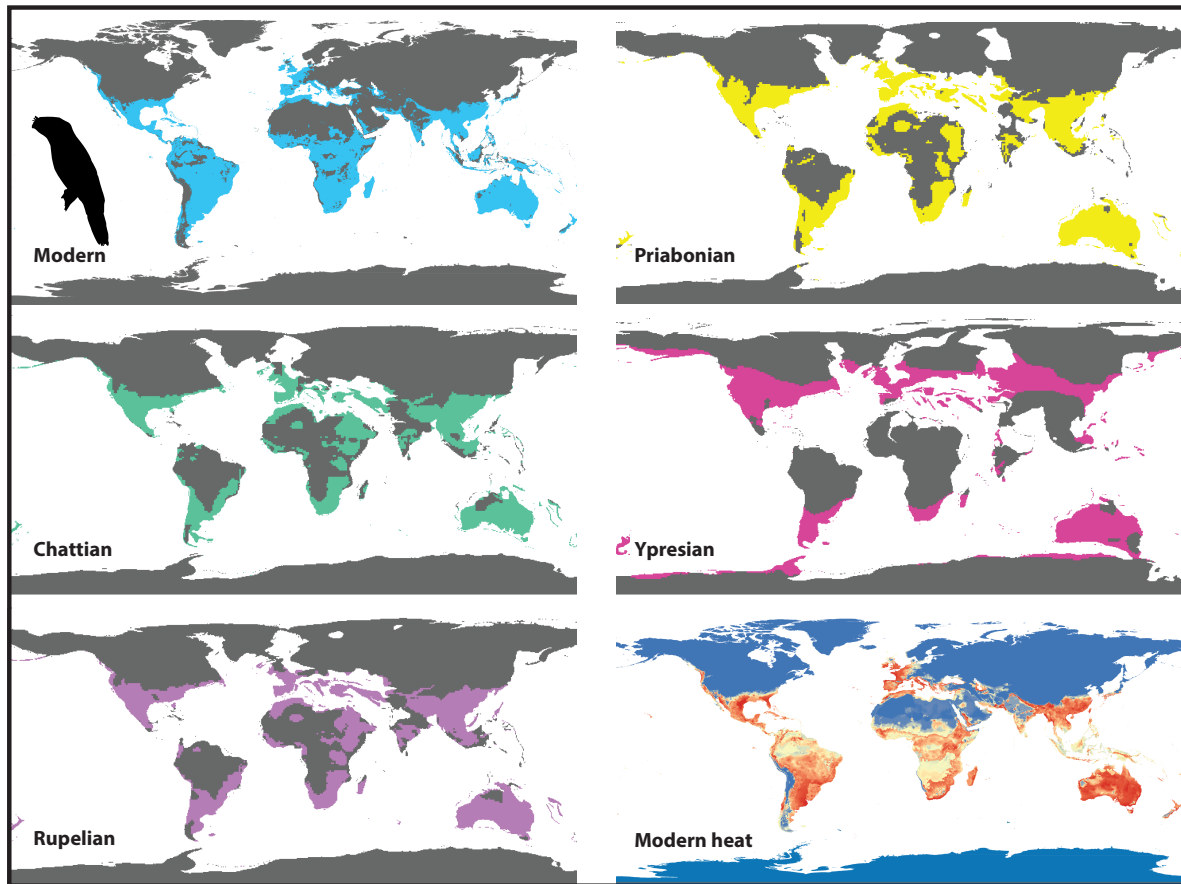 Modern
Priabonian
Chattian
Ypresian
Rupelian
Modern heat